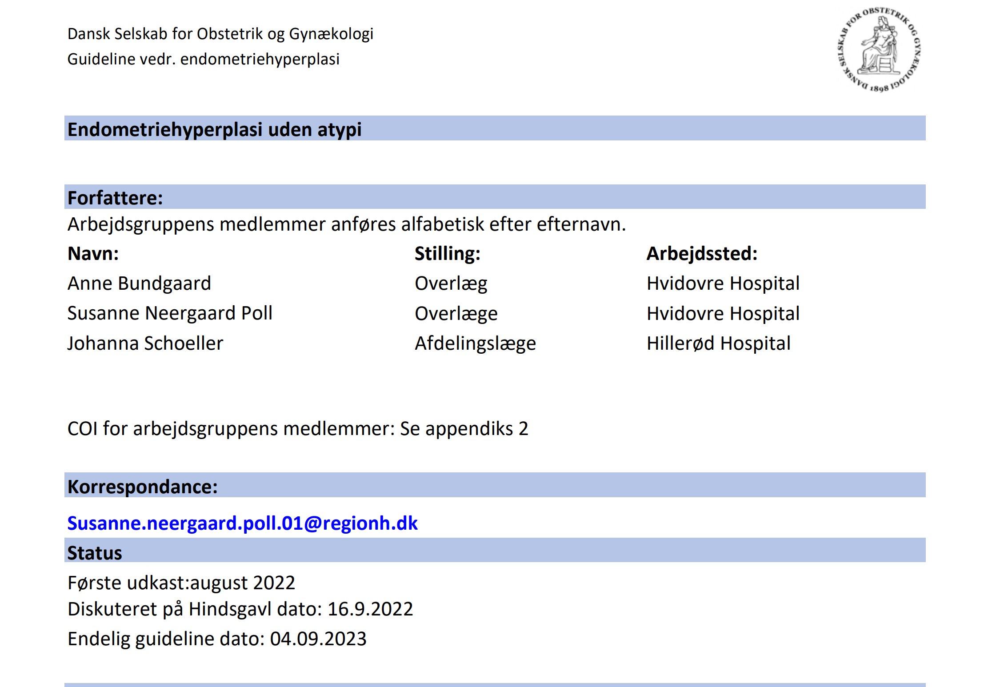 Dansk Selskab for Obstetrik og Gynækologi
Guideline vedr. endometriehyperplasi
DANSK SELSKAB FOR OBSTETRIK OG GYNÆKOLOGI 1898
Endometriehyperplasi uden atypi
Forfattere:
Arbejdsgruppens medlemmer anføres alfabetisk efter efternavn.
Navn: Stilling: Arbejdssted:
Anne Bundgaard Overlæg Hvidovre Hospital
Susanne Neergaard Poll Overlæge Hvidovre Hospital
Johanna Schoeller Afdelingslæge Hillerød Hospital
COI for arbejdsgruppens medlemmer: Se appendiks 2
Korrespondance:
Susanne.neergaard.poll.01@regionh.dk
Status
Første udkast:august 2022
Diskuteret på Hindsgavl dato: 16.9.2022
Endelig guideline dato: 04.09.2023